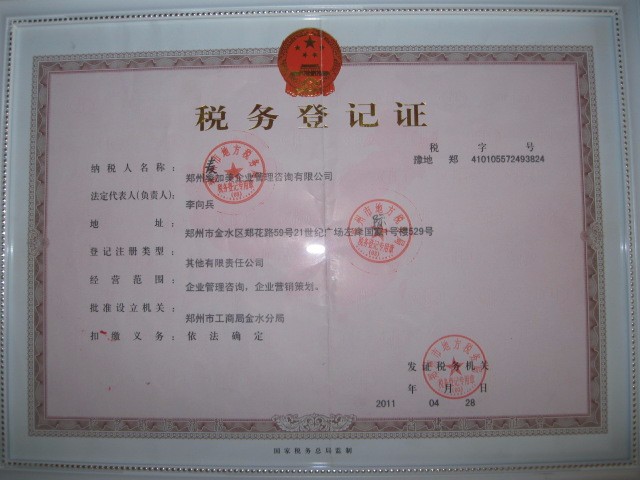 税务登记证
税 字 号
豫地 郑 410105572493824
纳税人名称：
郑州 加 企业管理咨询有限公司
法定代表人(负责人)：
李向兵
地 址：
郑州市金水区郑花路59号21世纪广场左岸国 1号楼529号
登记注册类型：
其他有限责任公司
经营范围：
企业管理咨询，企业营销策划。
批准设立机关：
郑州市工商局金水分局
扣缴义务：依法确定
发证税务机关
年 月 日
2011 04 28
国家税务总局监制